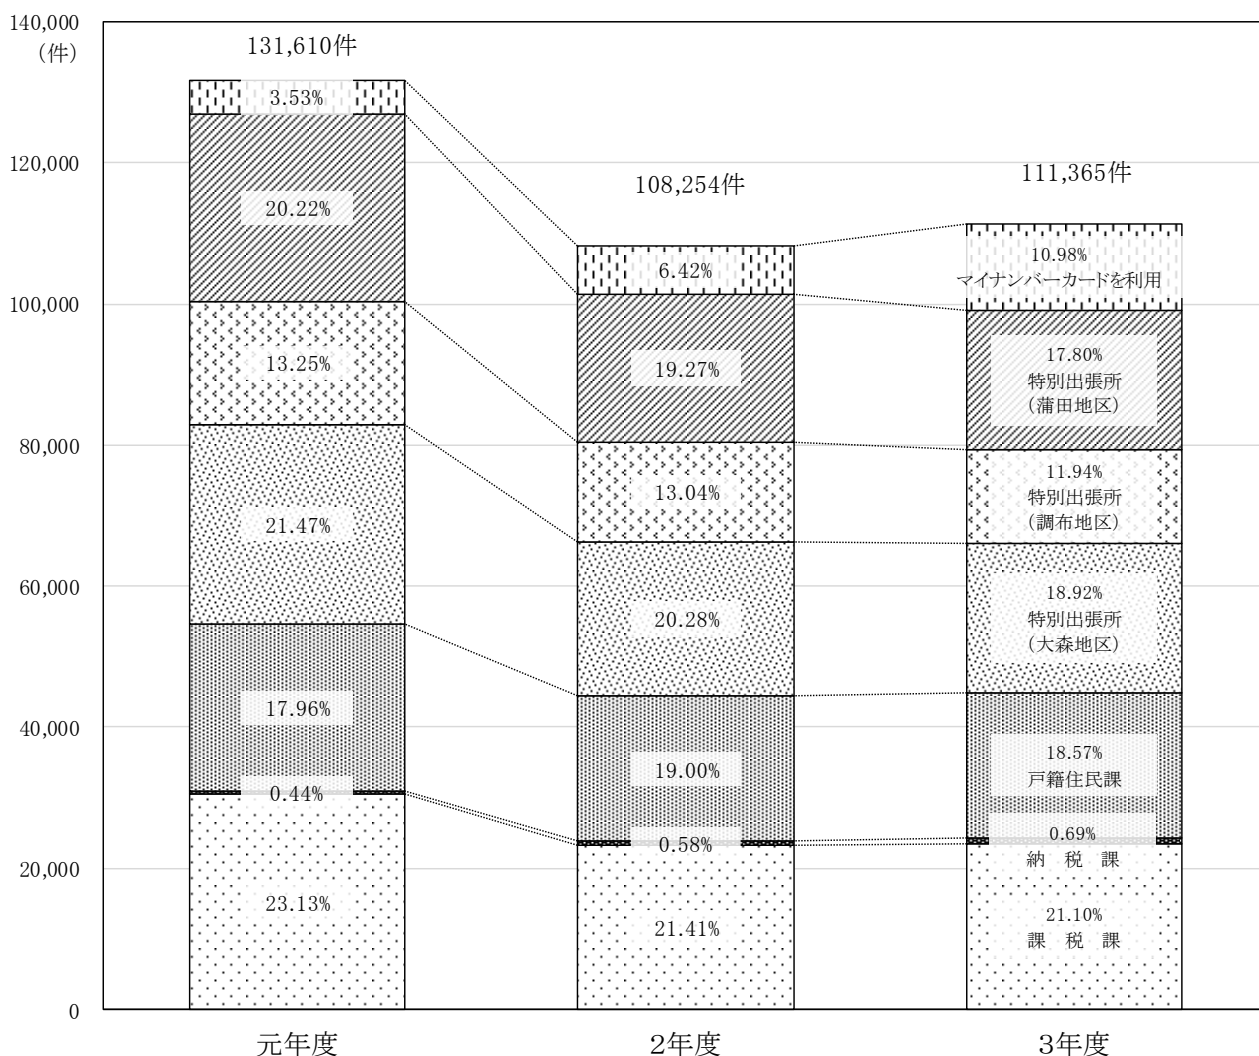 140,000
（件）
120,000
100,000
80,000
60,000
40,000
20,000
0
131,610件
3.53%
20.22%
13.25%
21.47%
17.96%
0.44%
23.13%
元年度
108,254件
6.42%
19.27%
13.04%
20.28%
19.00%
0.58%
21.41%
2年度
111,365件
10.98%
マイナンバーカードを利用
17.80%
特別出張所
（蒲田地区）
11.94%
特別出張所
（調布地区）
18.92%
特別出張所
（大森地区）
18.57%
戸籍住民課
0.69%
納　税　課
21.10%
課　税　課
3年度